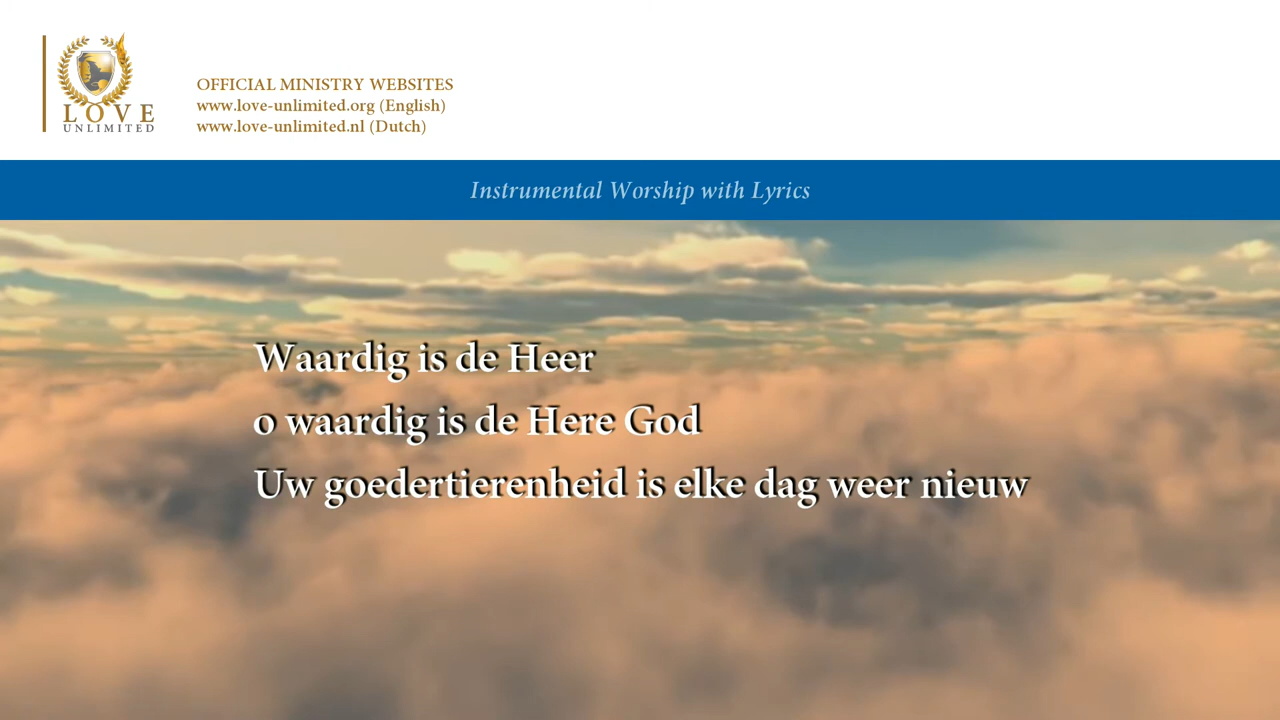 LOVE
UNLIMITED
OFFICIAL MINISTRY WEBSITES
www.love-unlimited.org (English)
www.love-unlimited.nl (Dutch)
Instrumental Worship with Lyrics
Waardig is de Heer
o waardig is de Here God
Uw goedertierenheid is elke dag weer nieuw